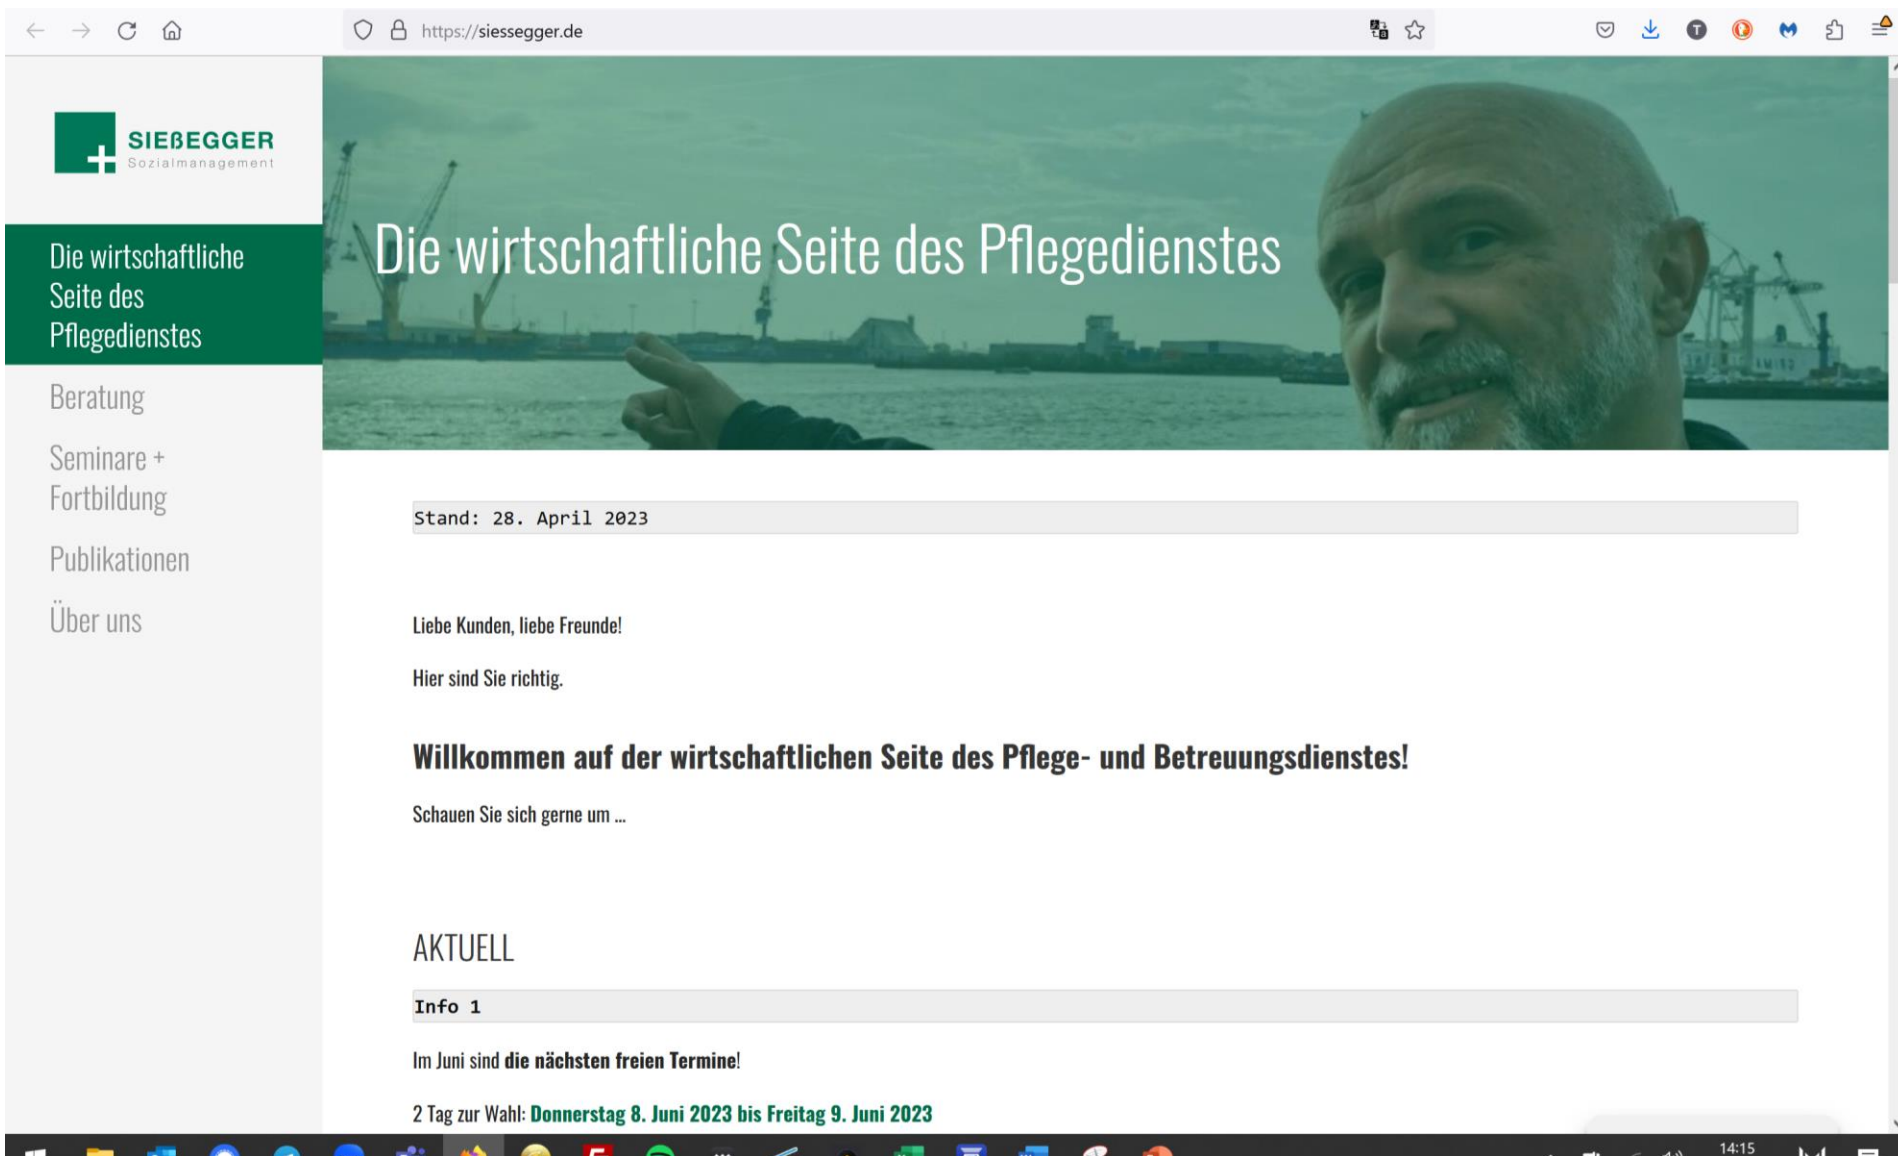 https://siessegger.de
SIEẞEGGER
Sozialmanagement
Die wirtschaftliche
Seite des
Pflegedienstes
Beratung
Seminare +
Fortbildung
Publikationen
Über uns
Die wirtschaftliche Seite des Pflegedienstes
Stand: 28. April 2023
Liebe Kunden, liebe Freunde!
Hier sind Sie richtig.
Willkommen auf der wirtschaftlichen Seite des Pflege- und Betreuungsdienstes!
Schauen Sie sich gerne um ...
AKTUELL
Info 1
Im Juni sind die nächsten freien Termine!
2 Tag zur Wahl: Donnerstag 8. Juni 2023 bis Freitag 9. Juni 2023
14:15